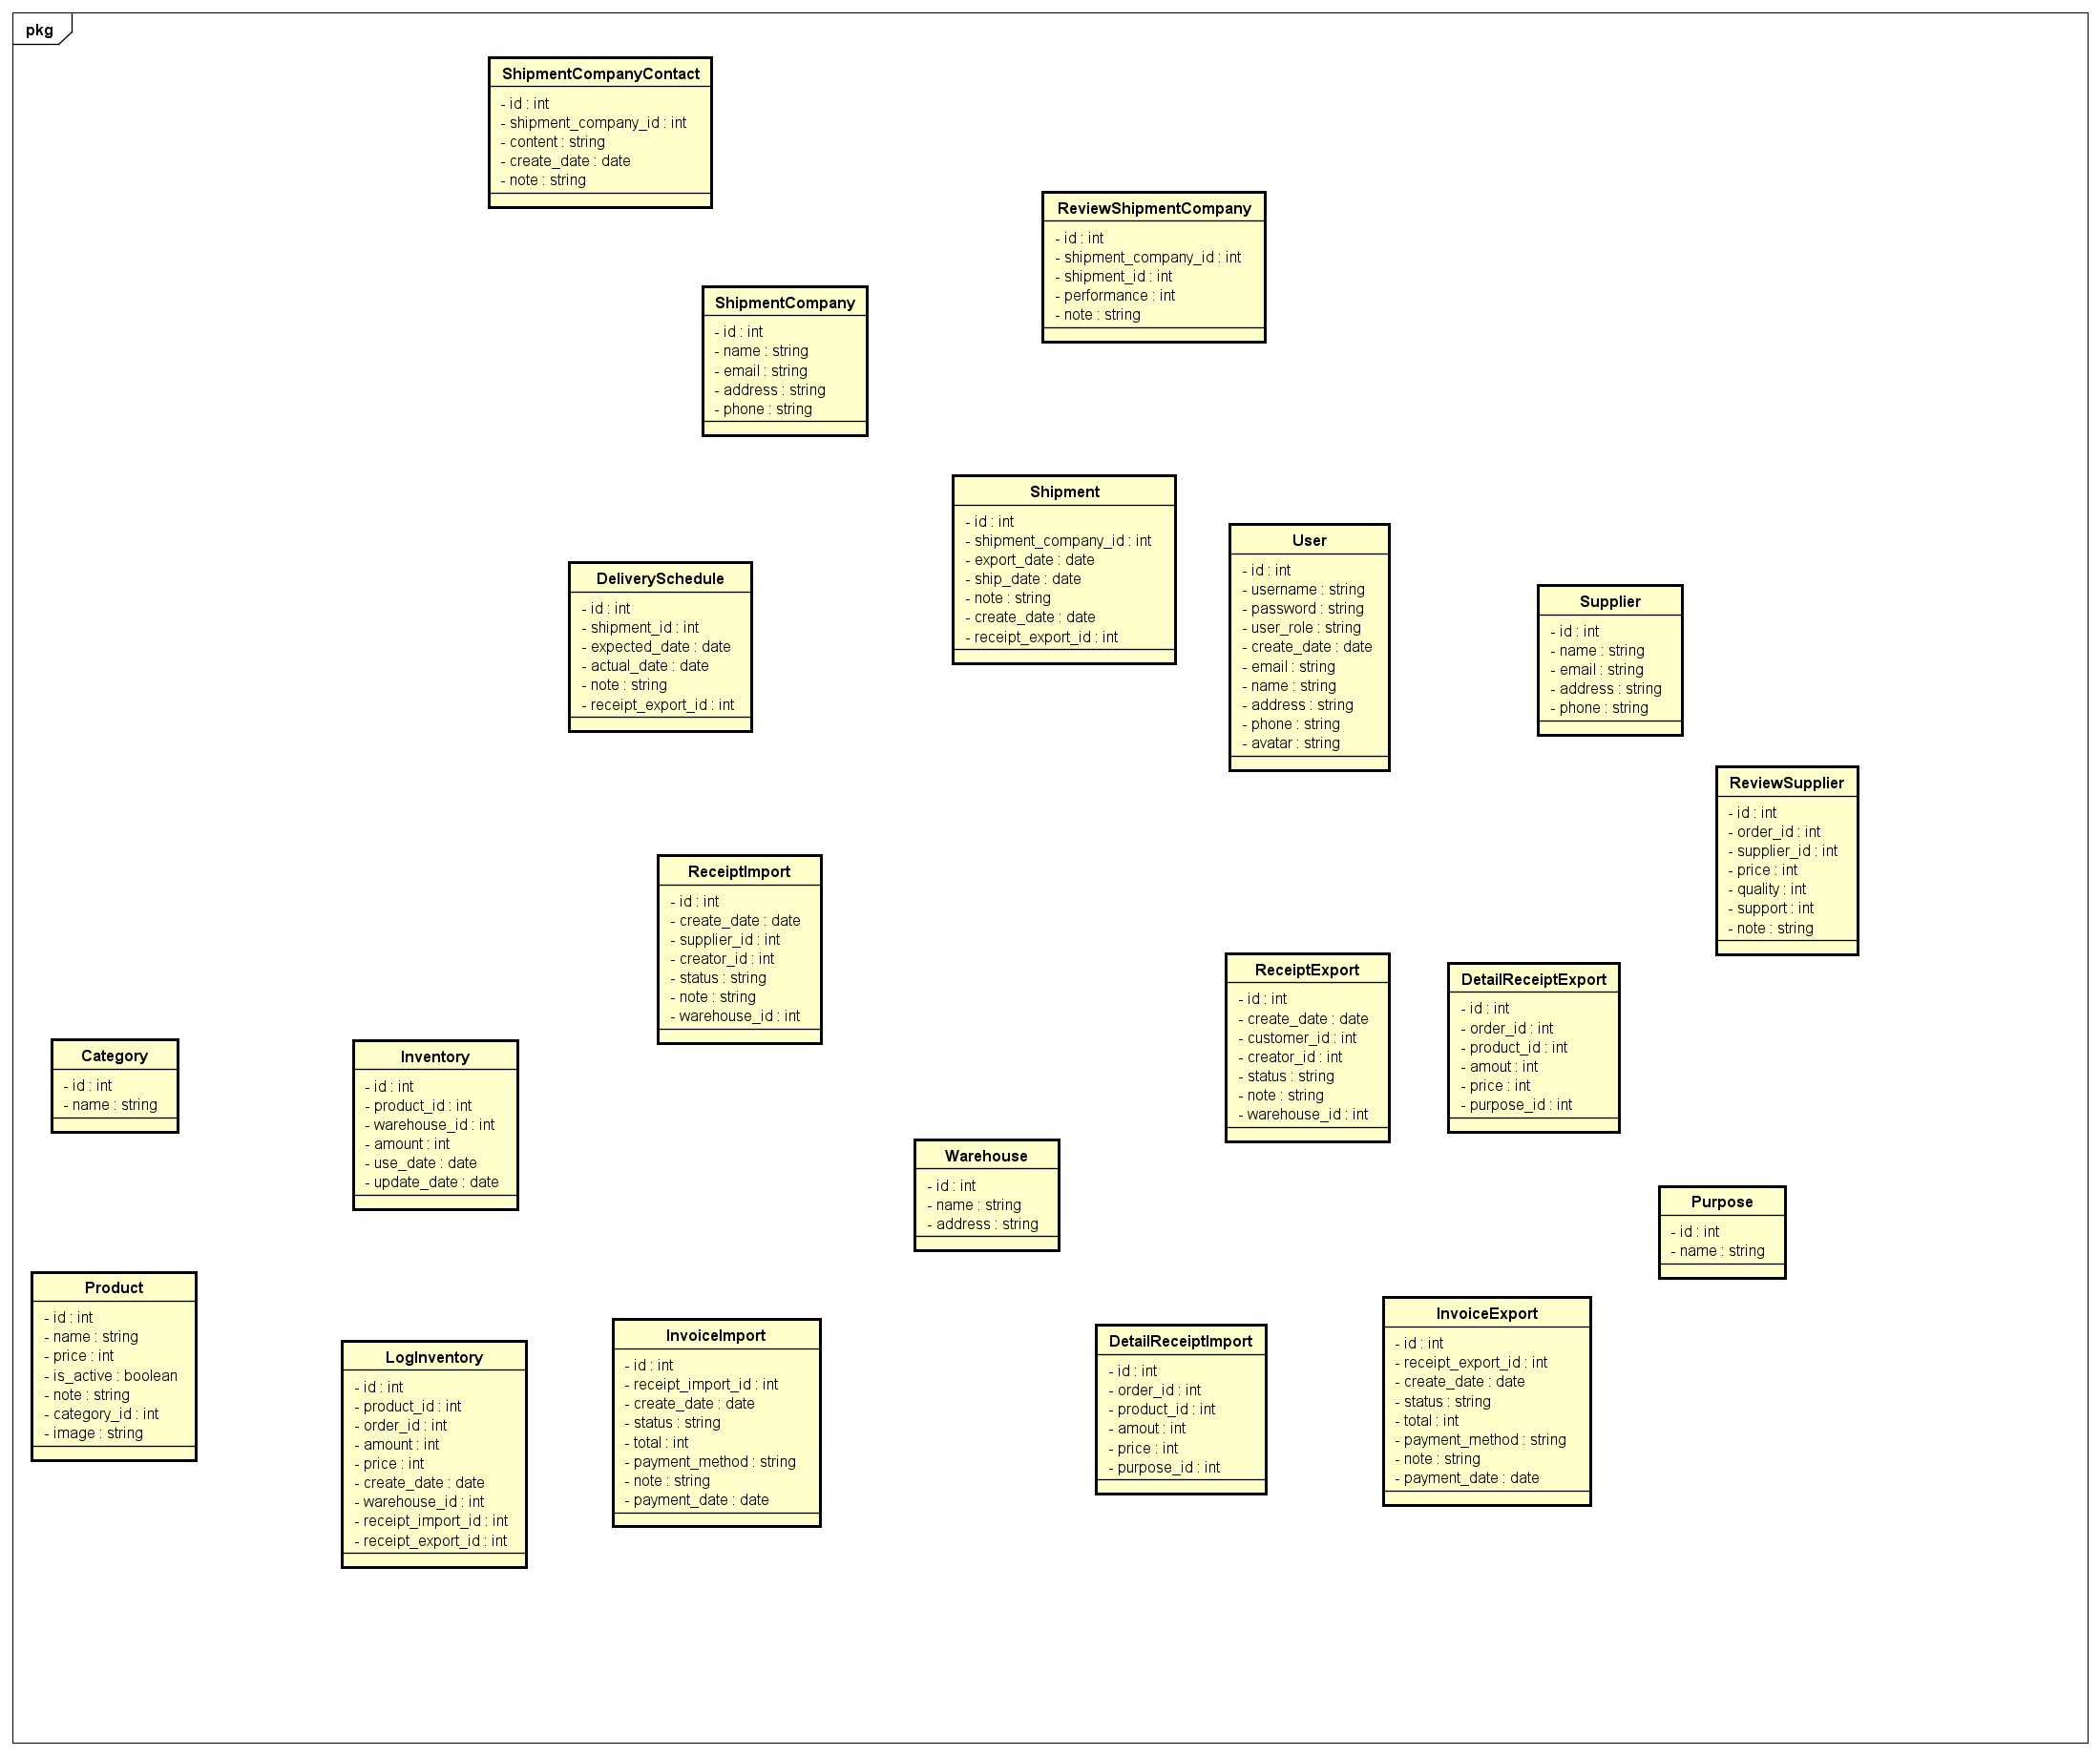 pkg
ShipmentCompanyContact
- id : int
- shipment_company_id : int
- content : string
- create_date : date
- note : string
ReviewShipmentCompany
- id : int
- shipment_company_id : int
- shipment_id : int
- performance : int
- note : string
ShipmentCompany
- id : int
- name : string
- email : string
- address : string
- phone : string
Shipment
- id : int
- shipment_company_id : int
- export_date : date
- ship_date : date
- note : string
- create_date : date
- receipt_export_id : int
User
- id : int
- username : string
- password : string
- user_role : string
- create_date : date
- email : string
- name : string
- address : string
- phone : string
- avatar : string
DeliverySchedule
- id : int
- shipment_id : int
- expected_date : date
- actual_date : date
- note : string
- receipt_export_id : int
Supplier
- id : int
- name : string
- email : string
- address : string
- phone : string
ReviewSupplier
- id : int
- order_id : int
- supplier_id : int
- price : int
- quality : int
- support : int
- note : string
ReceiptImport
- id : int
- create_date : date
- supplier_id : int
- creator_id : int
- status : string
- note : string
- warehouse_id : int
ReceiptExport
- id : int
- create_date : date
- customer_id : int
- creator_id : int
- status : string
- note : string
- warehouse_id : int
DetailReceiptExport
- id : int
- order_id : int
- product_id : int
- amout : int
- price : int
- purpose_id : int
Category
- id : int
- name : string
Inventory
- id : int
- product_id : int
- warehouse_id : int
- amount : int
- use_date : date
- update_date : date
Warehouse
- id : int
- name : string
- address : string
Purpose
- id : int
- name : string
Product
- id : int
- name : string
- price : int
- is_active : boolean
- note : string
- category_id : int
- image : string
LogInventory
- id : int
- product_id : int
- order_id : int
- amount : int
- price : int
- create_date : date
- warehouse_id : int
- receipt_import_id : int
- receipt_export_id : int
InvoiceImport
- id : int
- receipt_import_id : int
- create_date : date
- status : string
- total : int
- payment_method : string
- note : string
- payment_date : date
DetailReceiptImport
- id : int
- order_id : int
- product_id : int
- amout : int
- price : int
- purpose_id : int
InvoiceExport
- id : int
- receipt_export_id : int
- create_date : date
- status : string
- total : int
- payment_method : string
- note : string
- payment_date : date